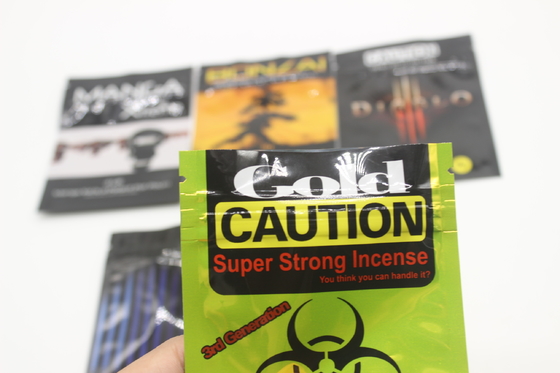 MANGA
BONZAI
DIABLO
Gold
CAUTION
Super Strong Incense
You think you can handle it?
3rd Generation